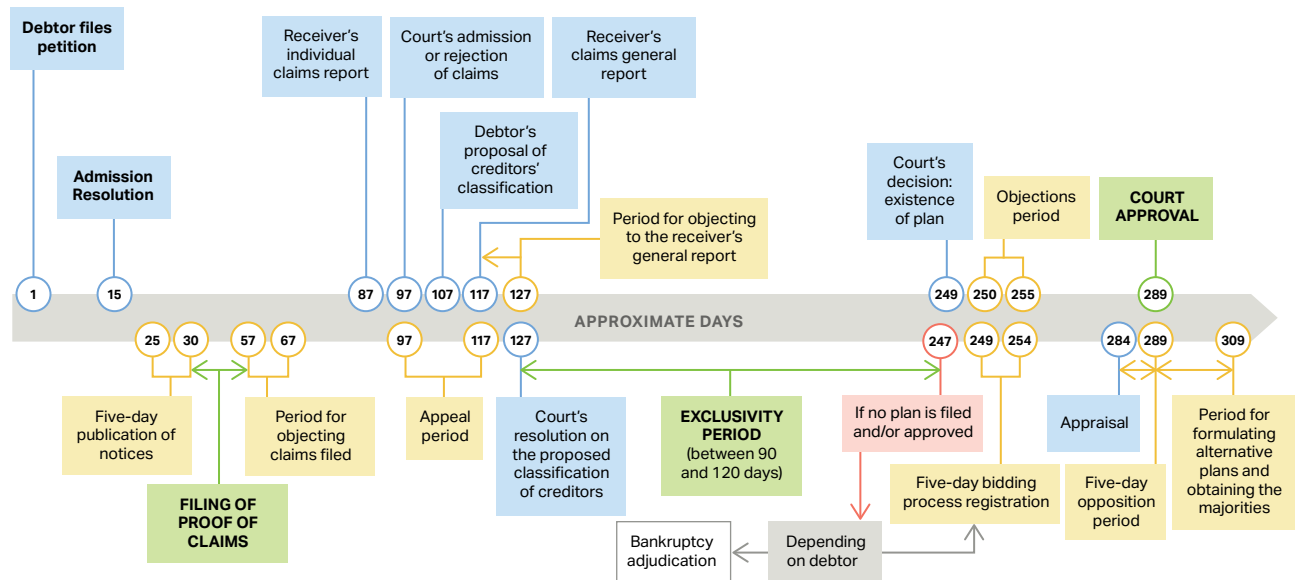 Debtor files
petition
Receiver's
individual
claims report
Court's admission
or rejection
of claims
Receiver's
claims general
report
Debtor's
proposal of
creditors'
classification
Admission
Resolution
Period for objecting
to the receiver's
general report
Court's
decision:
existence
of plan
Objections
period
COURT
APPROVAL
1
15
87
97
107
117
127
249
250
255
289
APPROXIMATE DAYS
25
30
57
67
97
117
127
247
249
254
284
289
309
Five-day
publication of
notices
Period for
objecting
claims filed
Appeal
period
Court's
resolution on
the proposed
classification
of creditors
EXCLUSIVITY
PERIOD
(between 90
and 120 days)
If no plan is filed
and/or approved
Appraisal
Period for
formulating
alternative
plans and
obtaining the
majorities
FILING OF
PROOF OF
CLAIMS
Five-day bidding
process registration
Five-day
opposition
period
Bankruptcy
adjudication
Depending
on debtor